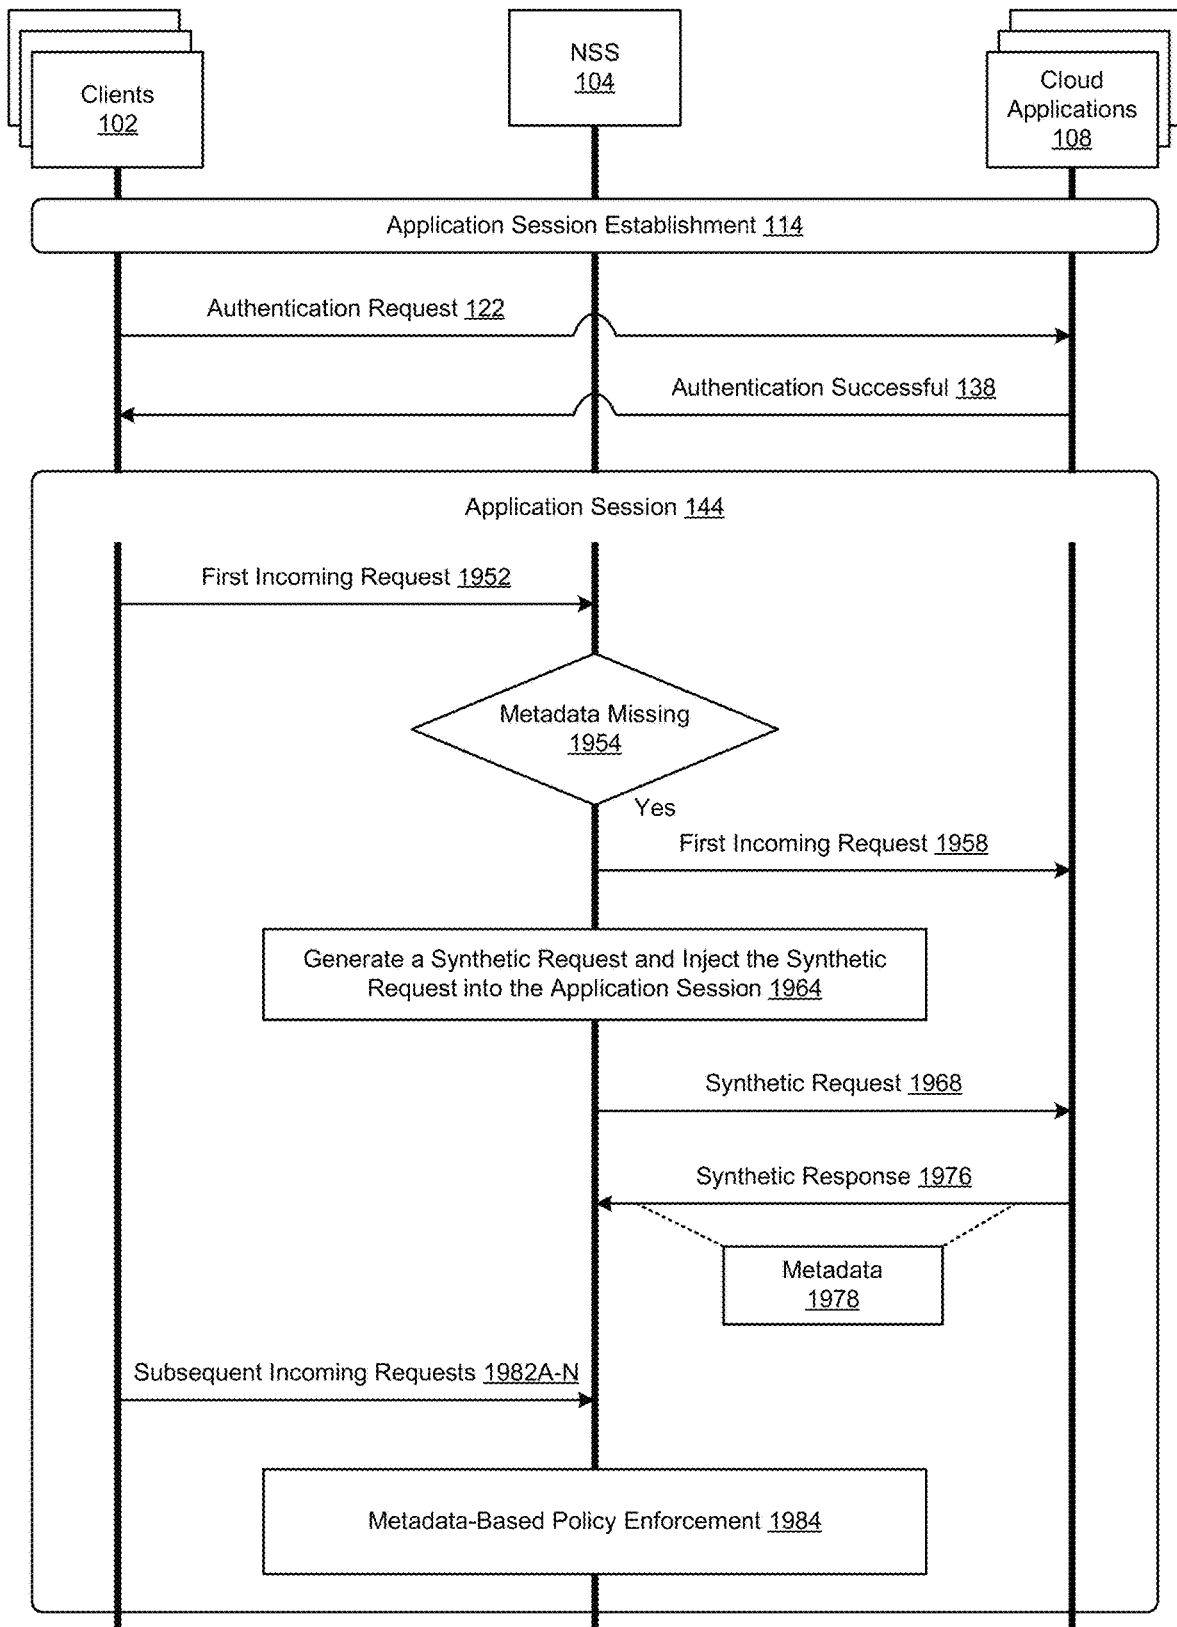 Clients
102
NSS
104
Cloud
Applications
108
Application Session Establishment 114
Authentication Request 122
Authentication Successful 138
Application Session 144
First Incoming Request 1952
Metadata Missing
1954
Yes
First Incoming Request 1958
Generate a Synthetic Request and Inject the Synthetic
Request into the Application Session 1964
Synthetic Request 1968
Synthetic Response 1976
Metadata
1978
Subsequent Incoming Requests 1982A-N
Metadata-Based Policy Enforcement 1984